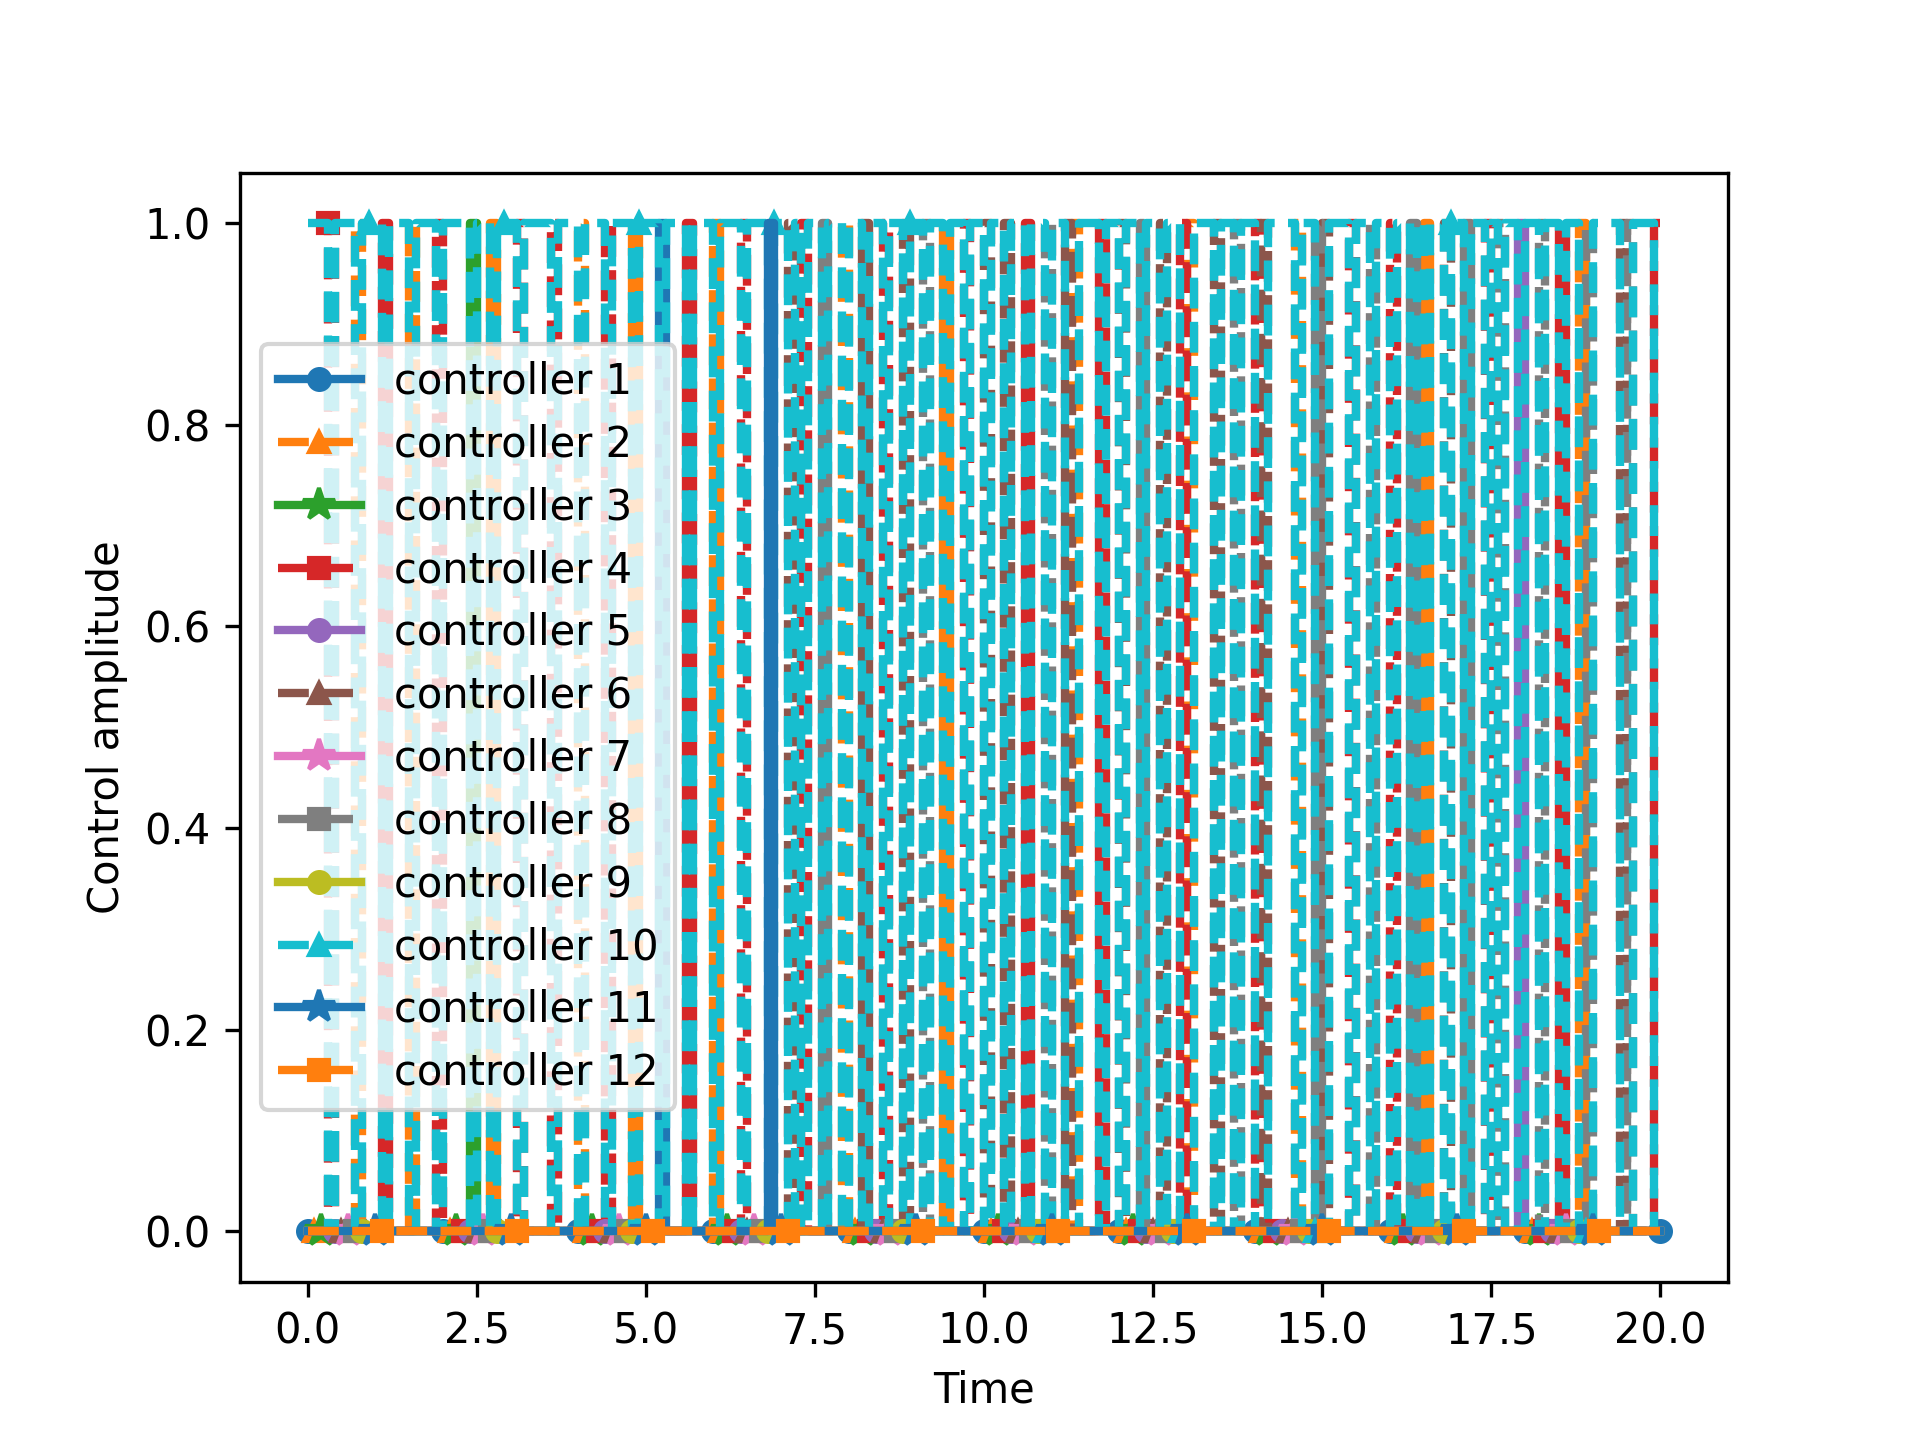 1.0
0.8
0.6
0.4
0.2
0.0
Control amplitude
controller 1
controller 2
controller 3
controller 4
controller 5
controller 6
controller 7
controller 8
controller 9
controller 10
controller 11
controller 12
0.0 2.5 5.0 7.5 10.0 12.5 15.0 17.5 20.0
Time